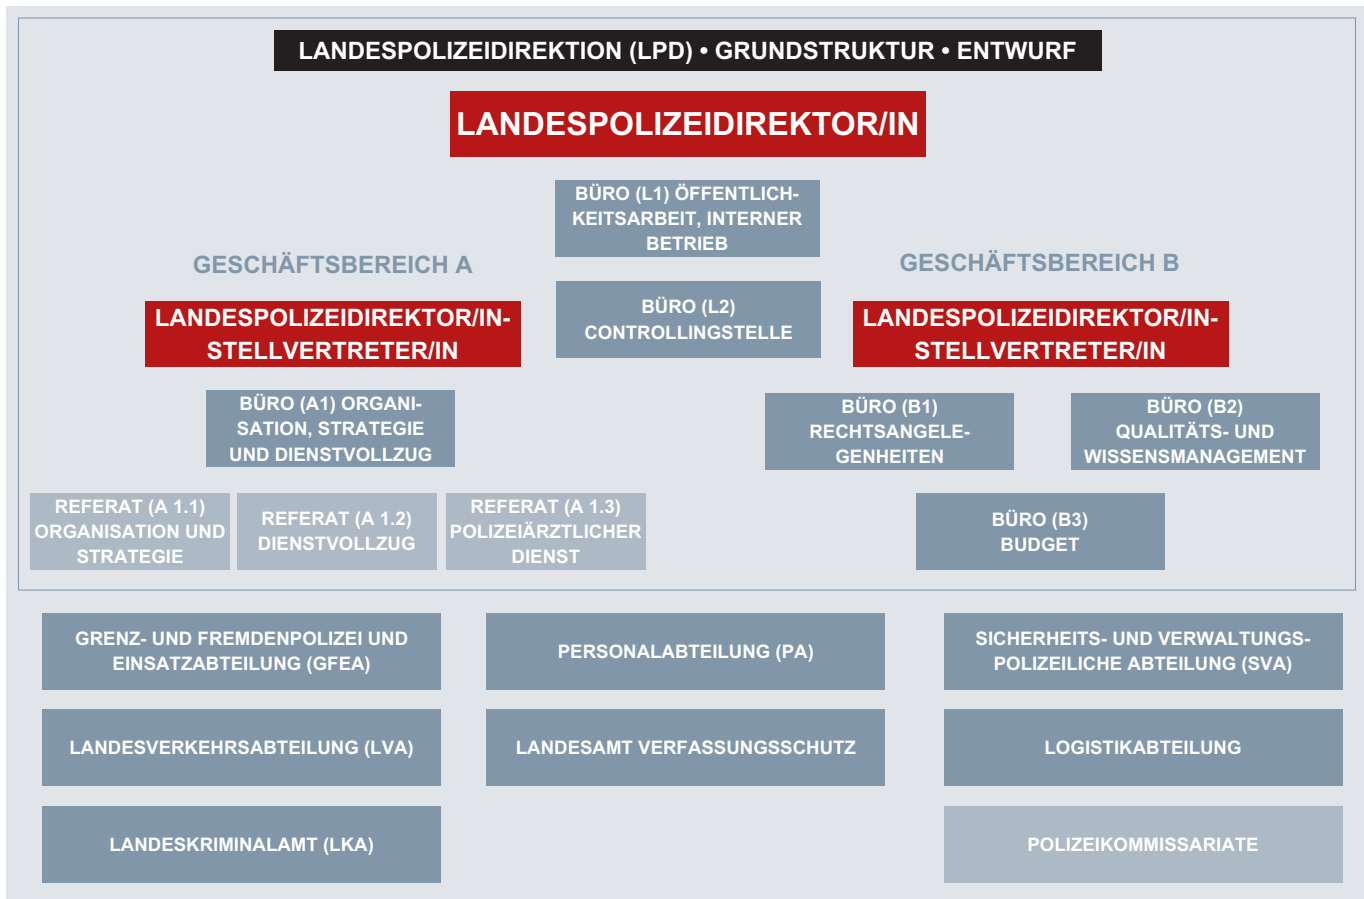 LANDESPOLIZEIDIREKTION (LPD) • GRUNDSTRUKTUR • ENTWURF
LANDESPOLIZEIDIREKTOR/IN
BÜRO (L1) ÖFFENTLICH-
KEITSARBEIT, INTERNER
BETRIEB
BÜRO (L2)
CONTROLLINGSTELLE
GESCHÄFTSBEREICH A
LANDESPOLIZEIDIREKTOR/IN-
STELLVERTRETER/IN
BÜRO (A1) ORGANI-
SATION, STRATEGIE
UND DIENSTVOLLZUG
REFERAT (A 1.1)
ORGANISATION UND
STRATEGIE
REFERAT (A 1.2)
DIENSTVOLLZUG
REFERAT (A 1.3)
POLIZEIÄRZTLICHER
DIENST
GESCHÄFTSBEREICH B
LANDESPOLIZEIDIREKTOR/IN-
STELLVERTRETER/IN
BÜRO (B1)
RECHTSANGELE-
GENHEITEN
BÜRO (B2)
QUALITÄTS- UND
WISSENSMANAGEMENT
BÜRO (B3)
BUDGET
GRENZ- UND FREMDENPOLIZEI UND
EINSATZABTEILUNG (GFEA)
PERSONALABTEILUNG (PA)
SICHERHEITS- UND VERWALTUNGS-
POLIZEILICHE ABTEILUNG (SVA)
LANDESVERKEHRSABTEILUNG (LVA)
LANDESAMT VERFASSUNGSSCHUTZ
LOGISTIKABTEILUNG
LANDESKRIMINALAMT (LKA)
POLIZEIKOMMISSARIATE